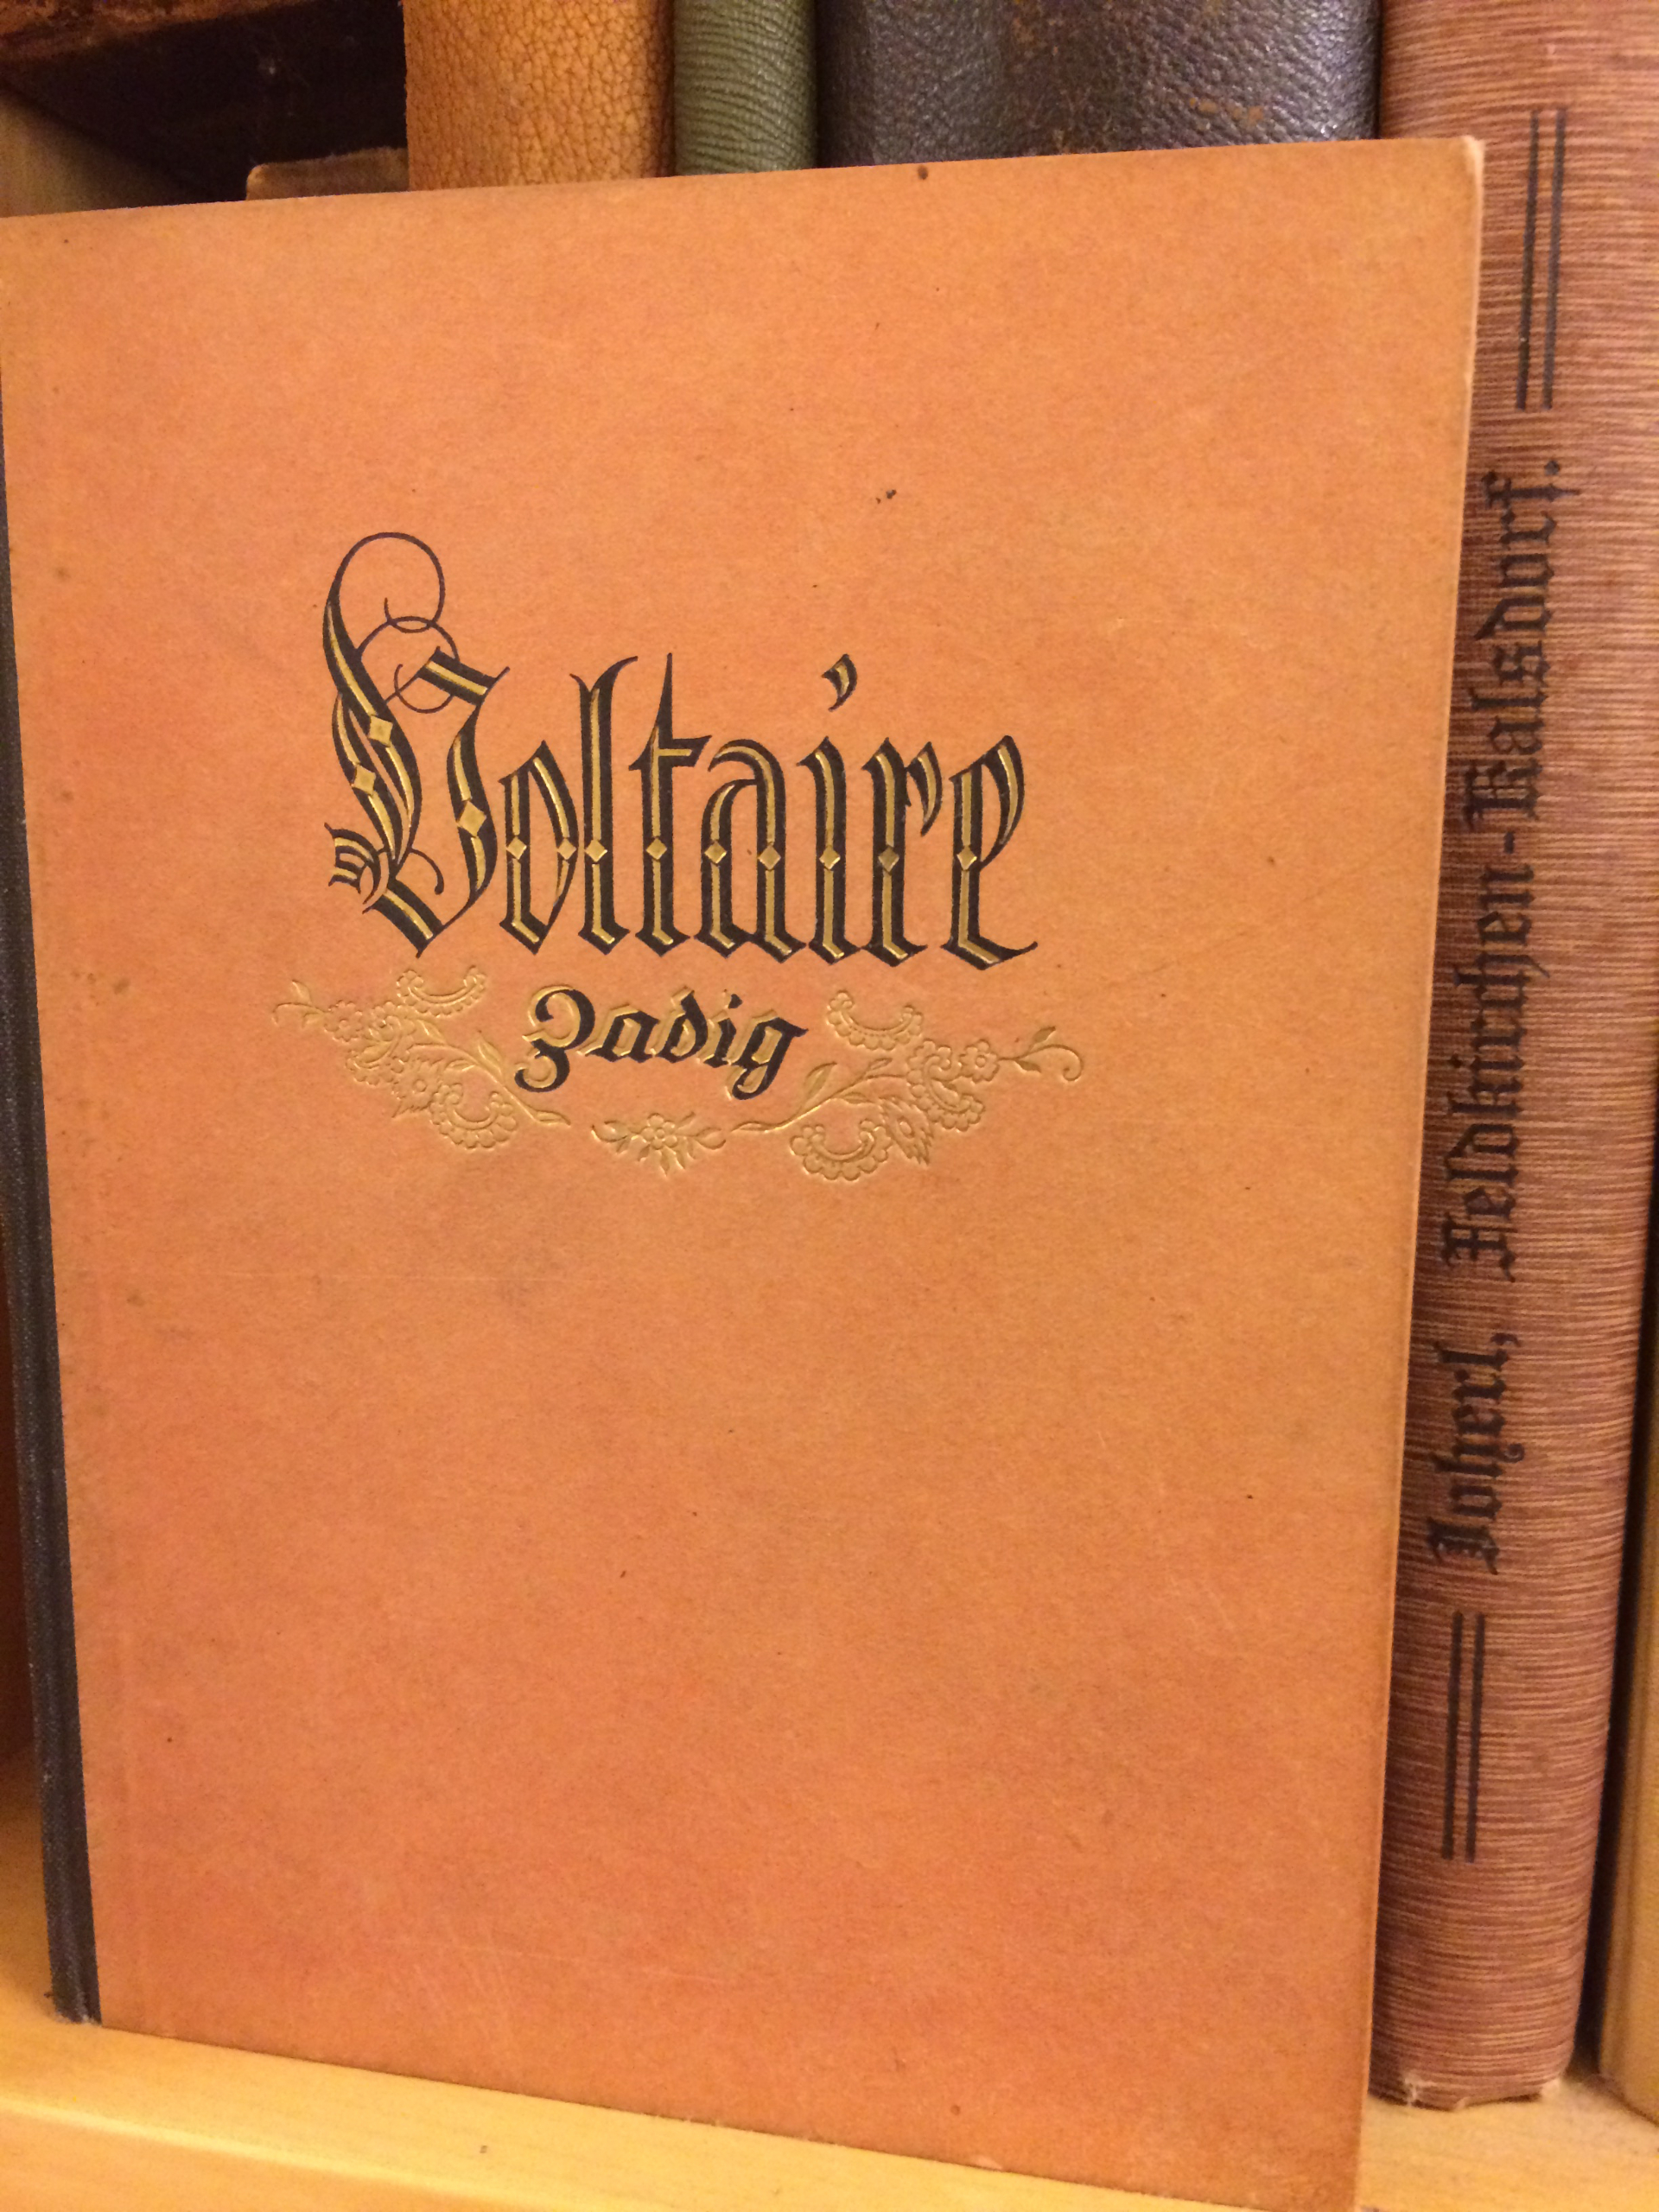 Voltaire
Zadig
Joherl, Feldkirchen-Kalsdorf.